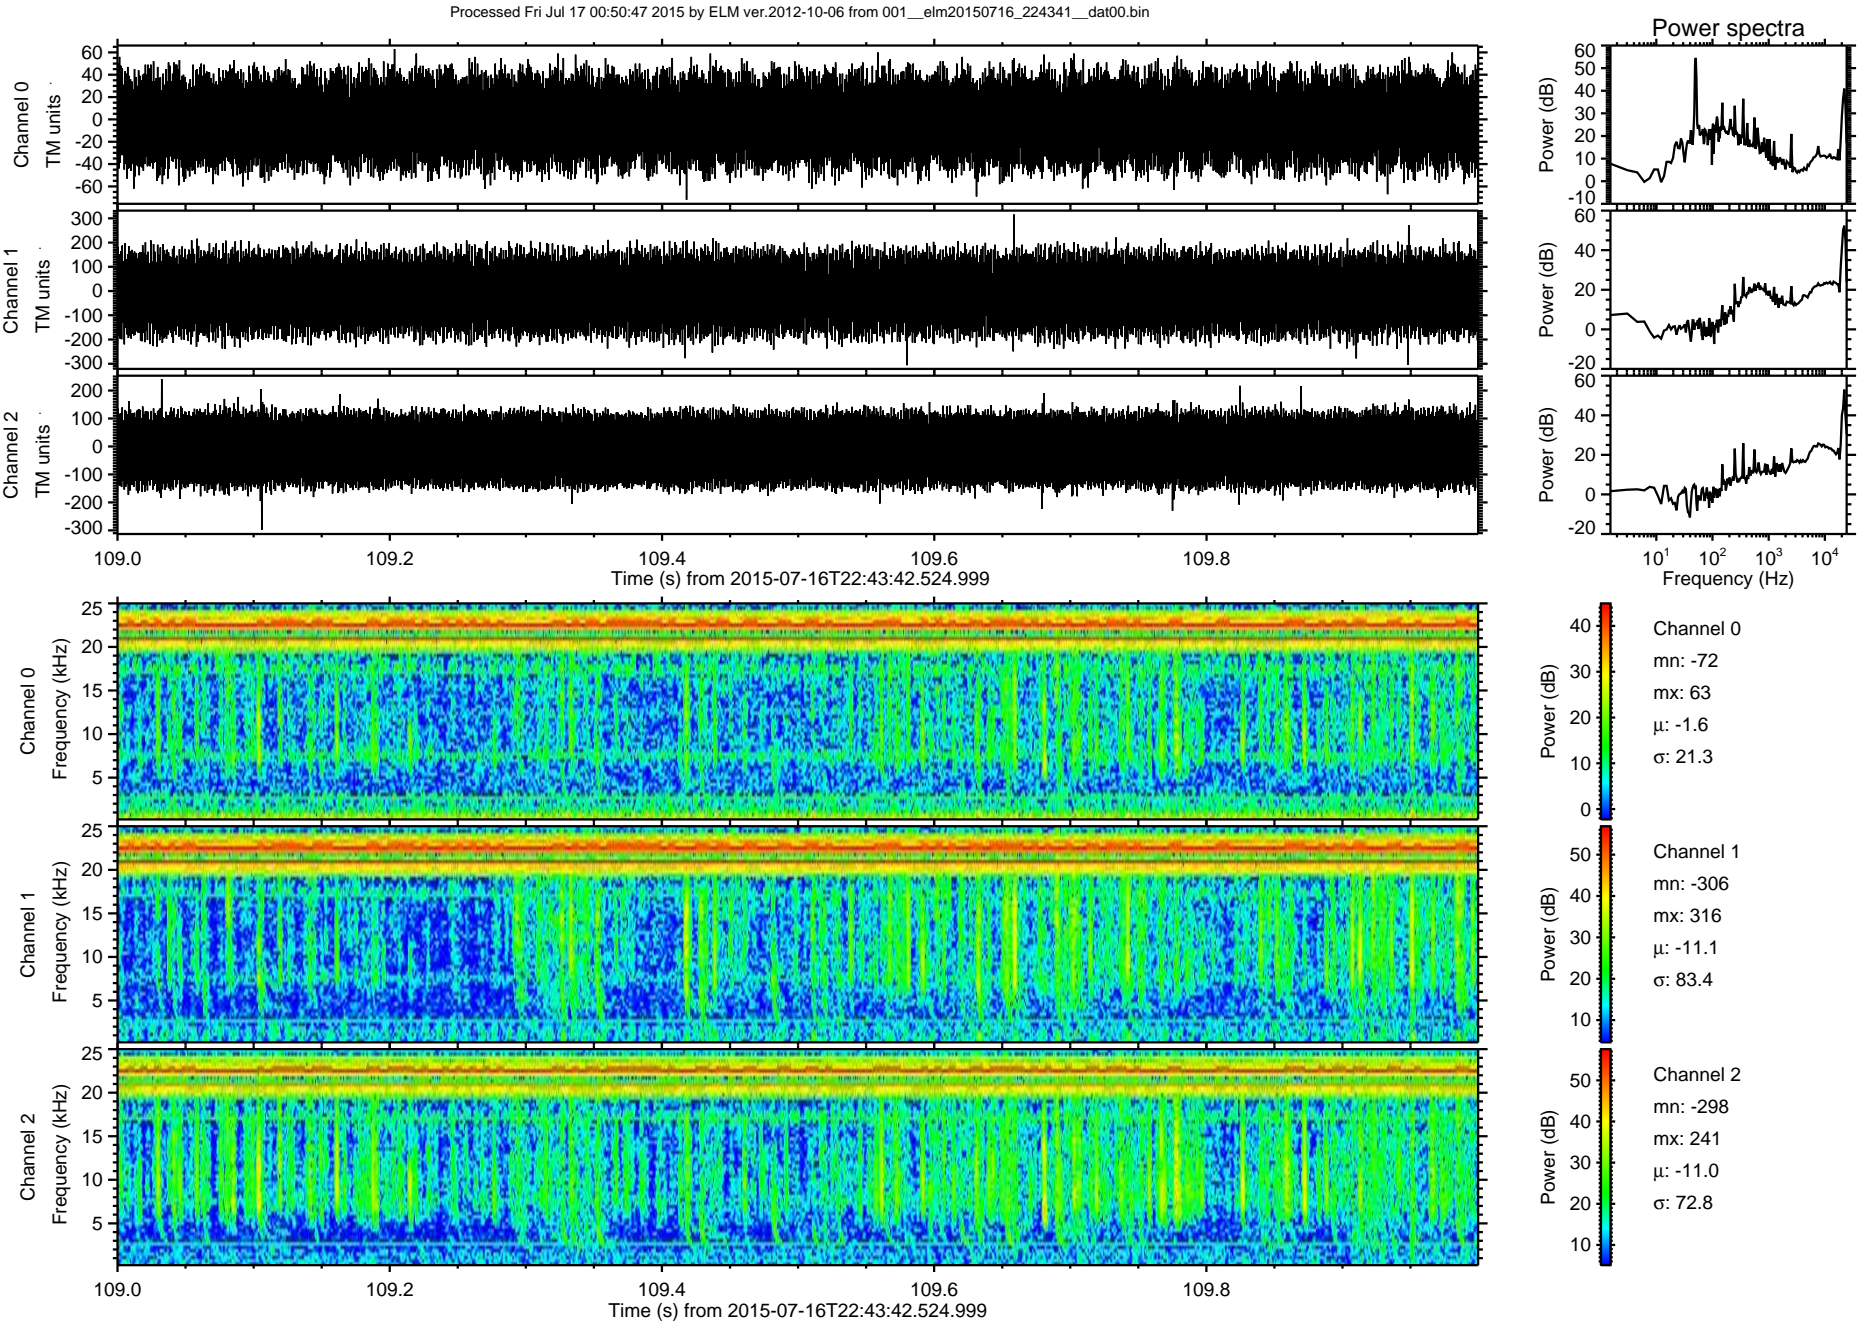 Processed Fri Jul 17 00:50:47 2015 by ELM ver.2012-10-06 from 001__elm20150716_224341__dat00.bin
Power spectra
Channel 0
TM units
60
40
20
0
-20
-40
-60
Power (dB)
60
50
40
30
20
10
0
-10
Channel 1
TM units
300
200
100
0
-100
-200
-300
Power (dB)
60
40
20
0
-20
Channel 2
TM units
200
100
0
-100
-200
-300
Power (dB)
60
40
20
0
-20
109.0 109.2 109.4 109.6 109.8
Time (s) from 2015-07-16T22:43:42.524.999
10^1 10^2 10^3 10^4
Frequency (Hz)
Channel 0
Frequency (kHz)
25
20
15
10
5
Power (dB)
40
30
20
10
0
Channel 0
mn: -72
mx: 63
μ: -1.6
σ: 21.3
Channel 1
Frequency (kHz)
25
20
15
10
5
Power (dB)
50
40
30
20
10
Channel 1
mn: -306
mx: 316
μ: -11.1
σ: 83.4
Channel 2
Frequency (kHz)
25
20
15
10
5
Power (dB)
50
40
30
20
10
Channel 2
mn: -298
mx: 241
μ: -11.0
σ: 72.8
109.0 109.2 109.4 109.6 109.8
Time (s) from 2015-07-16T22:43:42.524.999